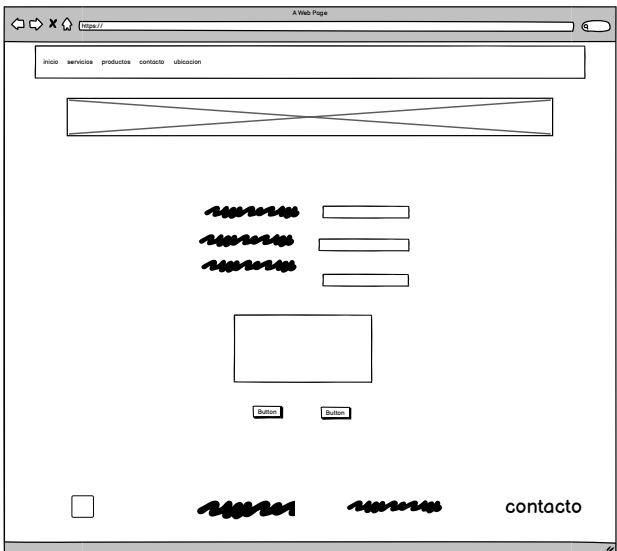 A Web Page
https://
inicio servicios productos contacto ubicacion
Button Button
contacto